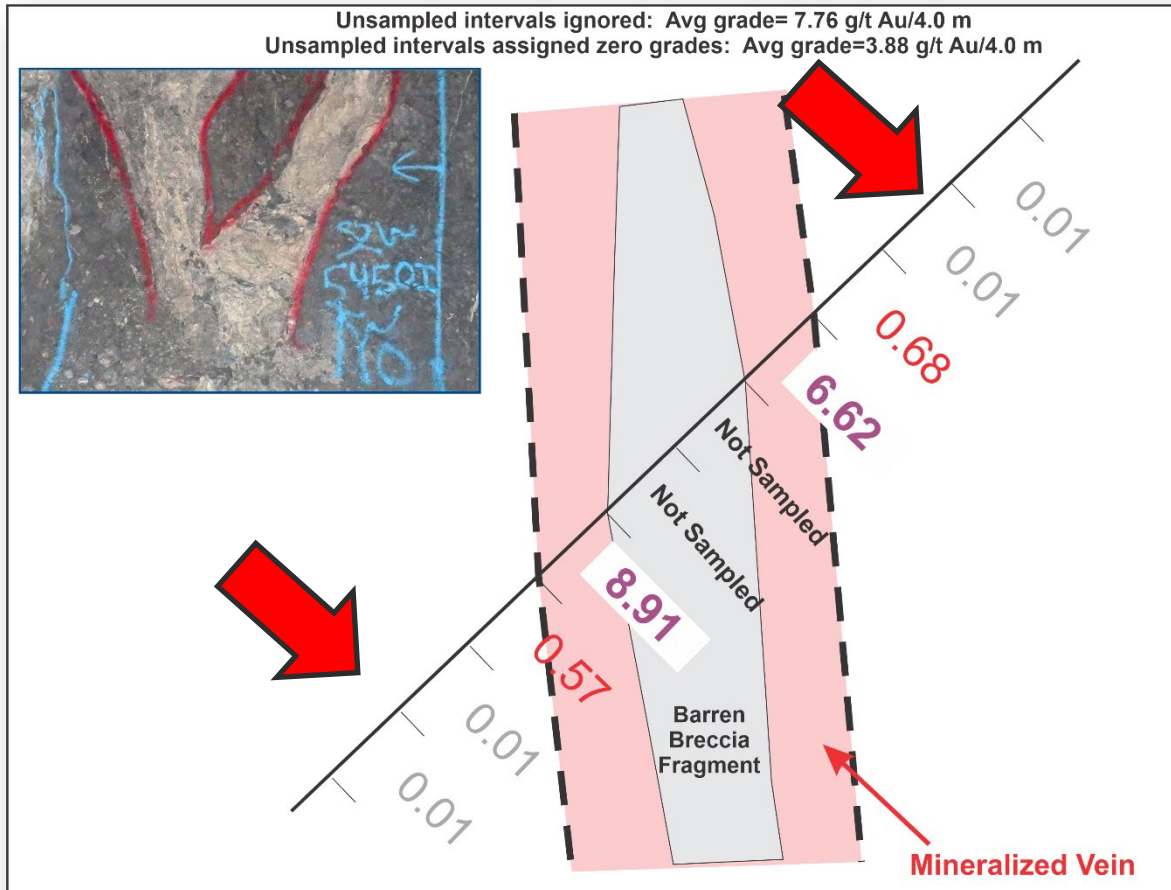 Unsampled intervals ignored: Avg grade= 7.76 g/t Au/4.0 m
Unsampled intervals assigned zero grades: Avg grade=3.88 g/t Au/4.0 m
0.01
0.01
0.68
6.62
Not Sampled
Not Sampled
8.91
0.57
0.01
0.01
Barren
Breccia
Fragment
Mineralized Vein